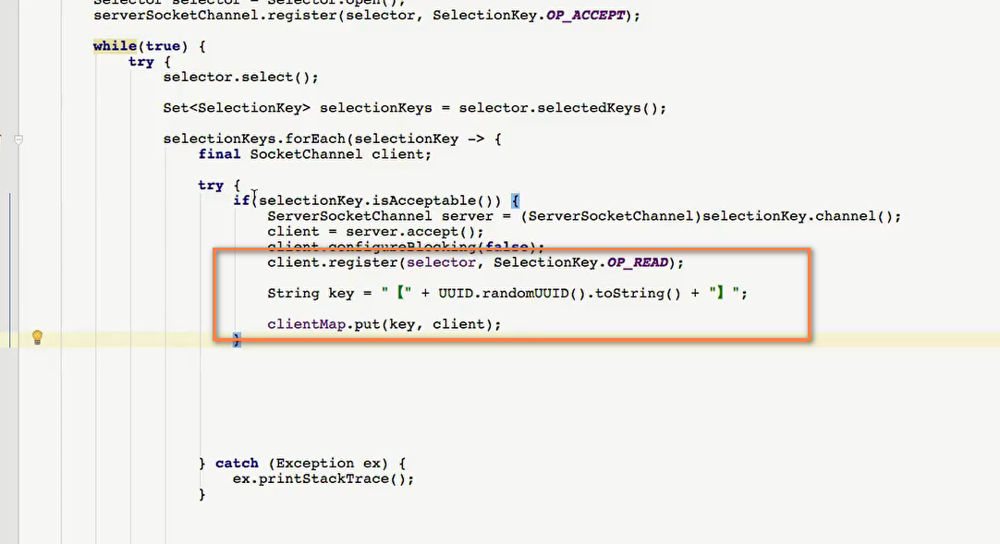 Selector selector = Selector.open();
serverSocketChannel.register(selector, SelectionKey.OP_ACCEPT);
while(true) {
try {
selector.select();
Set<SelectionKey> selectionKeys = selector.selectedKeys();
selectionKeys.forEach(selectionKey -> {
final SocketChannel client;
try {
if(selectionKey.isAcceptable()) {
ServerSocketChannel server = (ServerSocketChannel)selectionKey.channel();
client = server.accept();
client.configureBlocking(false);
client.register(selector, SelectionKey.OP_READ);
String key = "【" + UUID.randomUUID().toString() + "】";
clientMap.put(key, client);
}
} catch (Exception ex) {
ex.printStackTrace();
}